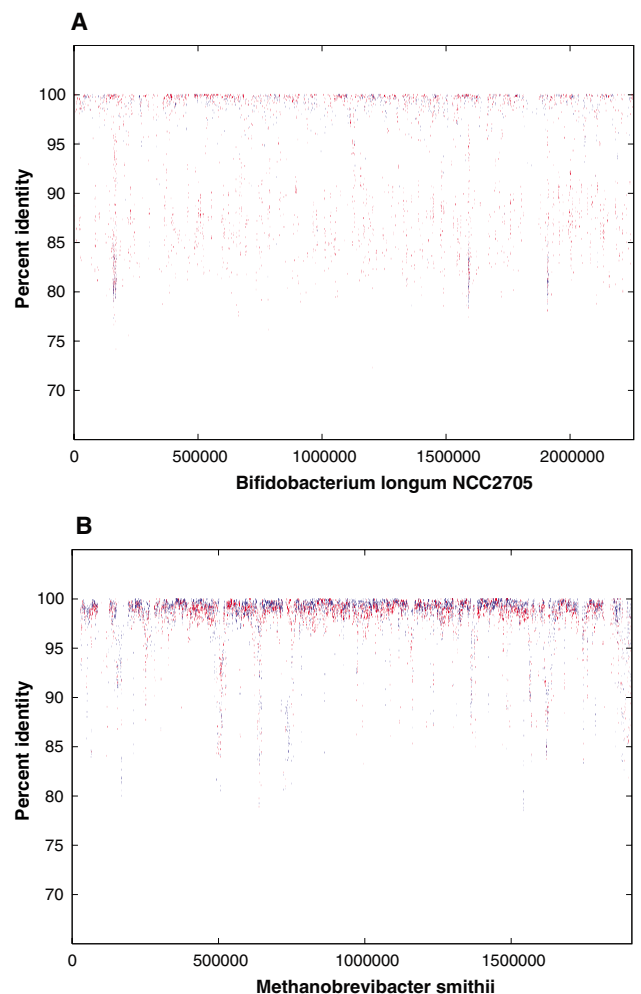 A
100
95
90
85
80
75
70
Percent identity
0 500000 1000000 1500000 2000000
Bifidobacterium longum NCC2705
B
100
95
90
85
80
75
70
Percent identity
0 500000 1000000 1500000
Methanobrevibacter smithii